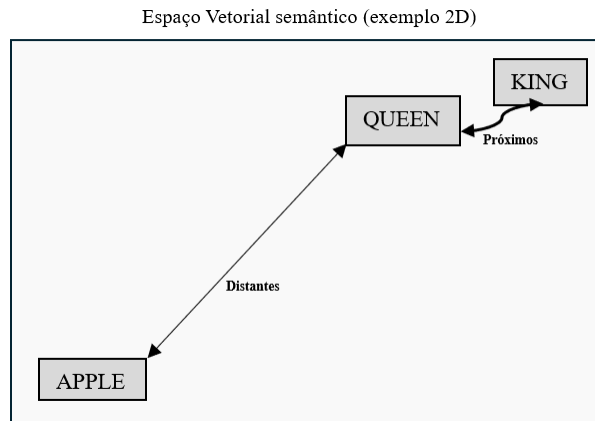 Espaço Vetorial semântico (exemplo 2D)
KING
QUEEN
Próximos
Distantes
APPLE